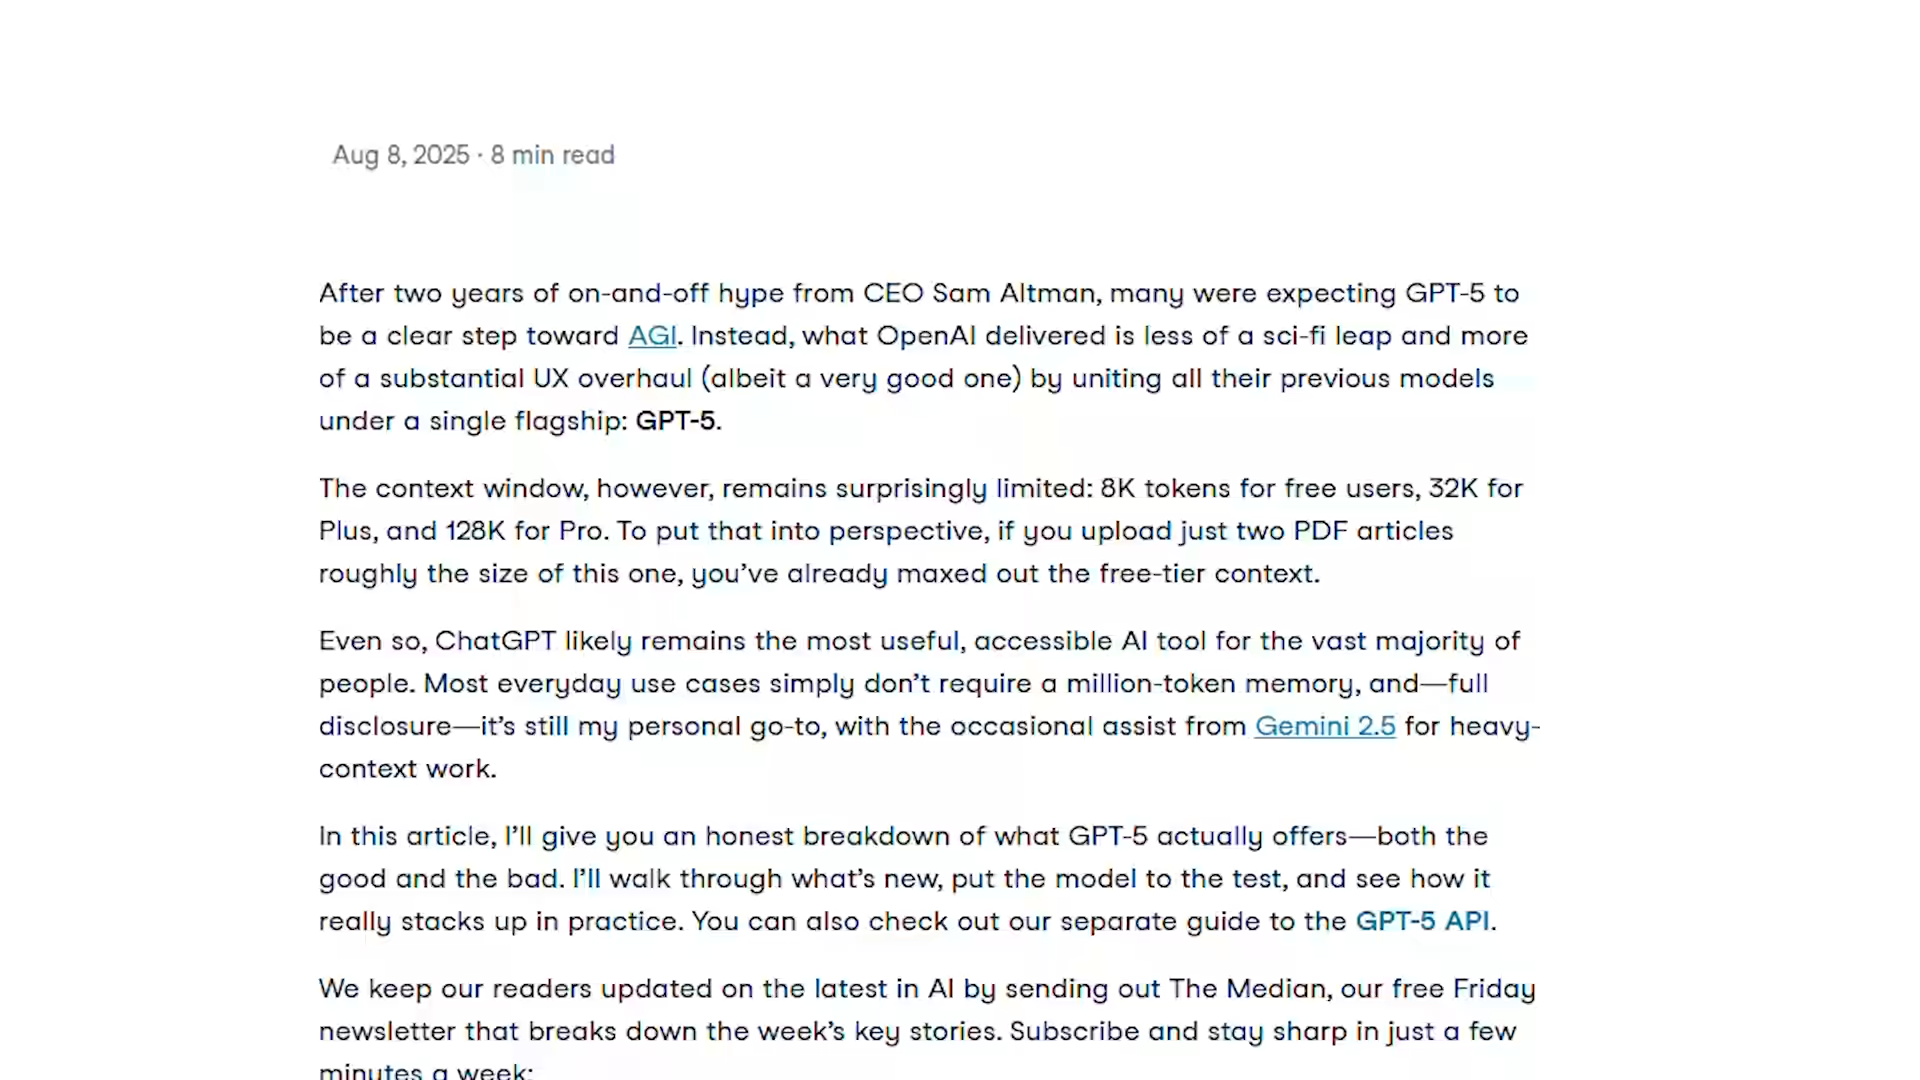 Aug 8, 2025 · 8 min read
After two years of on-and-off hype from CEO Sam Altman, many were expecting GPT-5 to
be a clear step toward AGI. Instead, what OpenAI delivered is less of a sci-fi leap and more
of a substantial UX overhaul (albeit a very good one) by uniting all their previous models
under a single flagship: GPT-5.
The context window, however, remains surprisingly limited: 8K tokens for free users, 32K for
Plus, and 128K for Pro. To put that into perspective, if you upload just two PDF articles
roughly the size of this one, you’ve already maxed out the free-tier context.
Even so, ChatGPT likely remains the most useful, accessible AI tool for the vast majority of
people. Most everyday use cases simply don’t require a million-token memory, and—full
disclosure—it’s still my personal go-to, with the occasional assist from Gemini 2.5 for heavy-
context work.
In this article, I’ll give you an honest breakdown of what GPT-5 actually offers—both the
good and the bad. I’ll walk through what’s new, put the model to the test, and see how it
really stacks up in practice. You can also check out our separate guide to the GPT-5 API.
We keep our readers updated on the latest in AI by sending out The Median, our free Friday
newsletter that breaks down the week’s key stories. Subscribe and stay sharp in just a few
minutes a week: